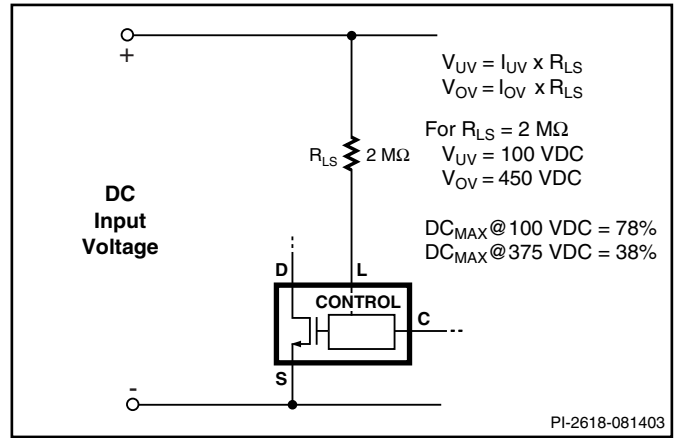 +
V_UV = I_UV x R_LS
V_OV = I_OV x R_LS
For R_LS = 2 MΩ
V_UV = 100 VDC
V_OV = 450 VDC
R_LS 2 MΩ
DC
Input
Voltage
DC_MAX@100 VDC = 78%
DC_MAX@375 VDC = 38%
D L
CONTROL
C
S
-
PI-2618-081403